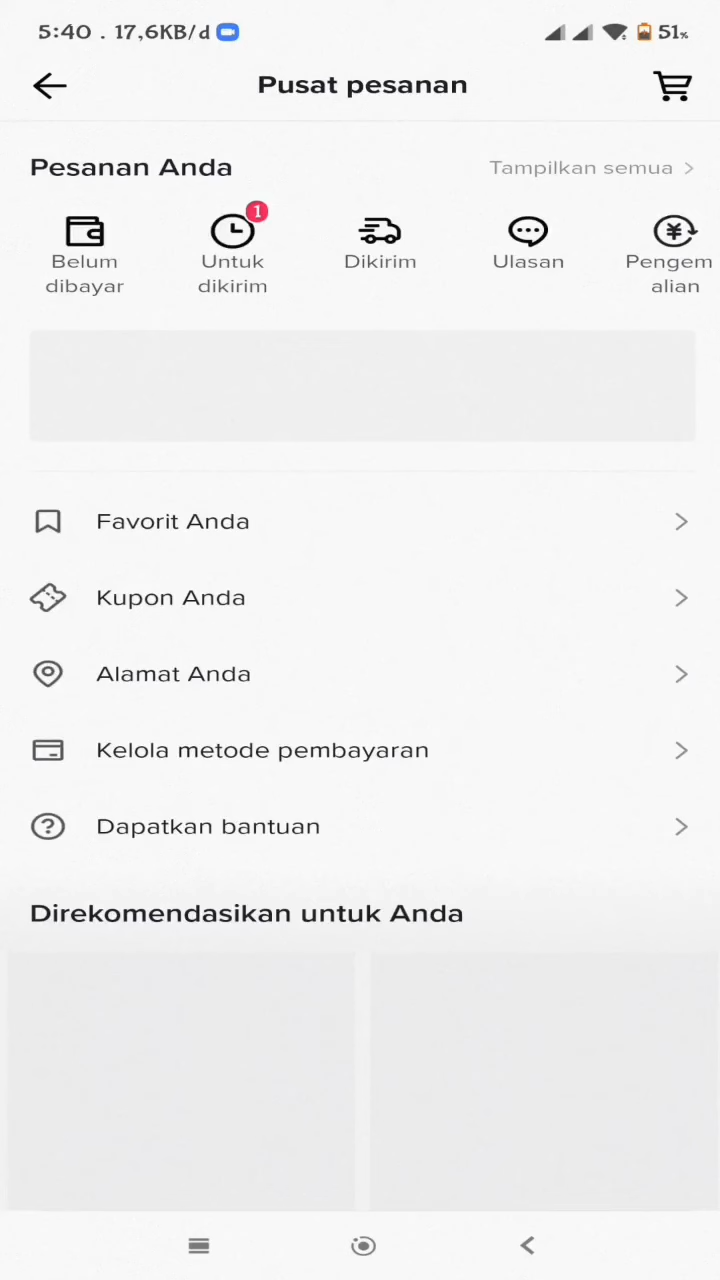 5:40 . 17,6KB/d 51%
Pusat pesanan
Pesanan Anda Tampilkan semua >
1
Belum dibayar
Untuk dikirim
Dikirim
Ulasan
Pengem alian
Favorit Anda
Kupon Anda
Alamat Anda
Kelola metode pembayaran
Dapatkan bantuan
Direkomendasikan untuk Anda